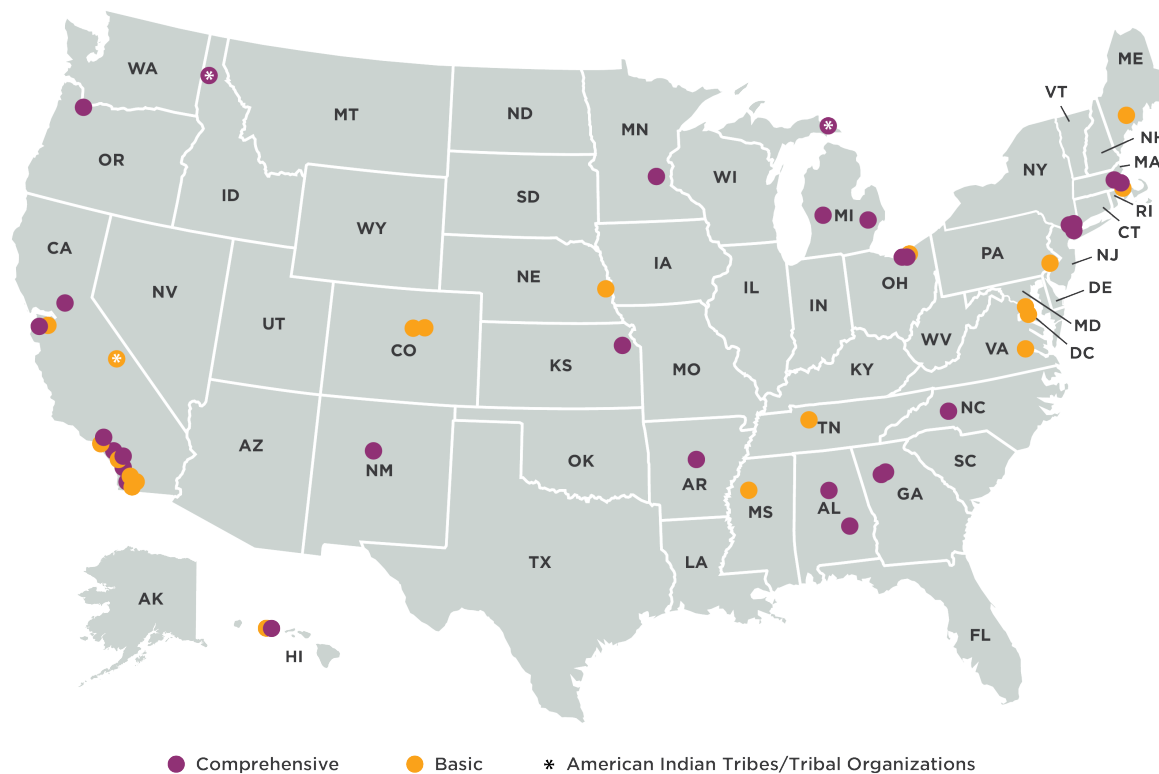 ME
VT
WA
NH
MT
ND
MN
MA
OR
NY
WI
ID
SD
MI
RI
WY
CT
CA
PA
NJ
IA
NE
OH
DE
IL
NV
IN
UT
MD
WV
VA
CO
DC
KS
MO
KY
NC
TN
AZ
OK
SC
NM
AR
GA
AL
MS
TX
LA
AK
FL
HI
Comprehensive Basic * American Indian Tribes/Tribal Organizations